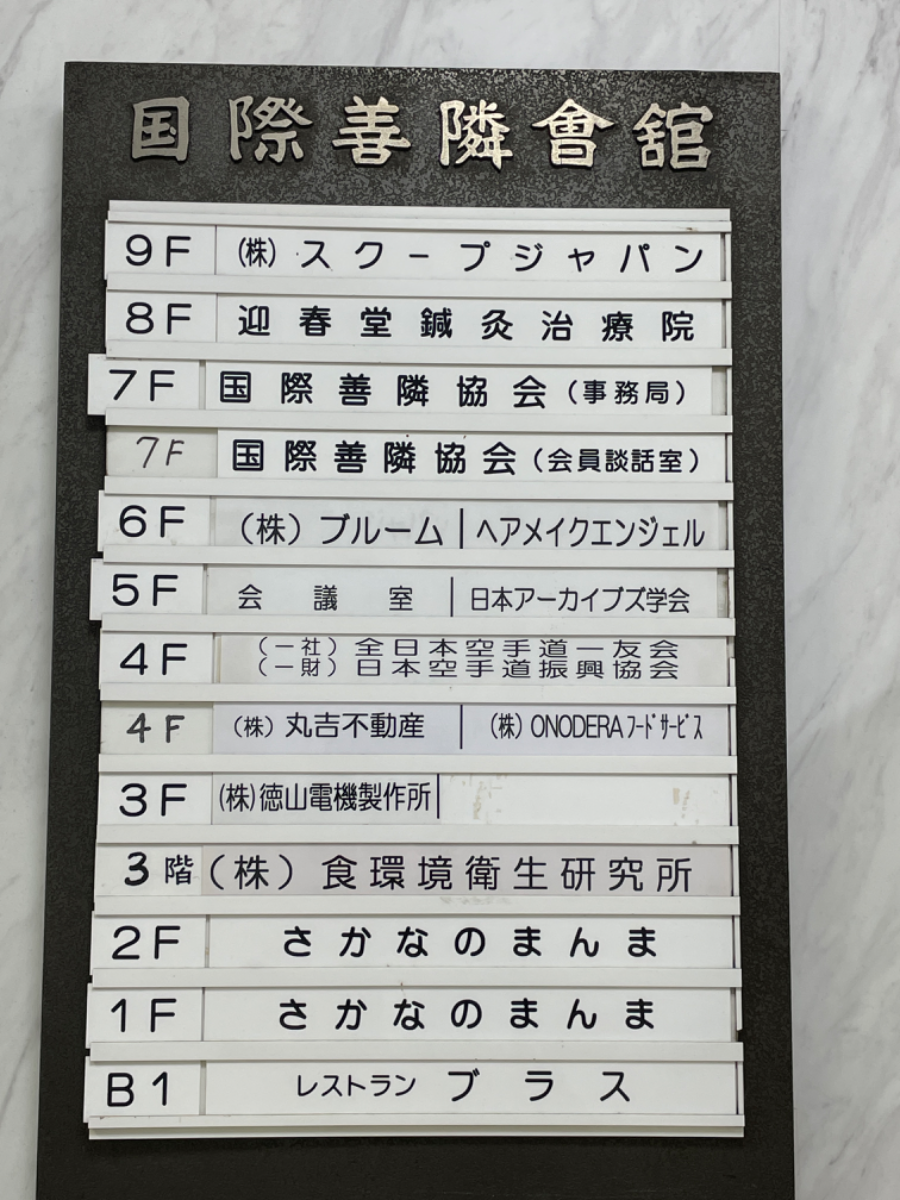 国際善隣會舘
9F (株)スクープジャパン
8F 迎春堂鍼灸治療院
7F 国際善隣協会(事務局)
7F 国際善隣協会(会員談話室)
6F (株)ブルーム|ヘアメイクエンジェル
5F 会議室|日本アーカイブズ学会
4F (一社)全日本空手道一友会
(一財)日本空手道振興協会
4F (株)丸吉不動産|(株)ONODERAフードサービス
3F (株)徳山電機製作所|
3階 (株)食環境衛生研究所
2F さかなのまんま
1F さかなのまんま
B1 レストラン ブラス